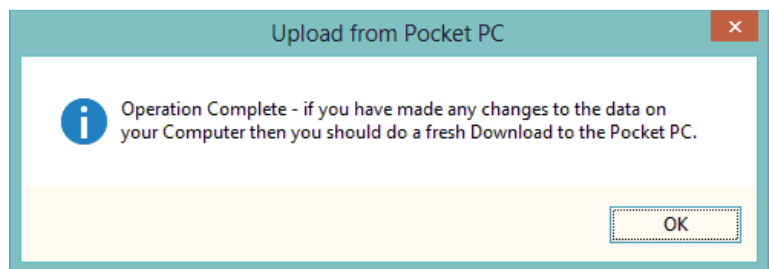 Upload from Pocket PC
Operation Complete - if you have made any changes to the data on
your Computer then you should do a fresh Download to the Pocket PC.
OK